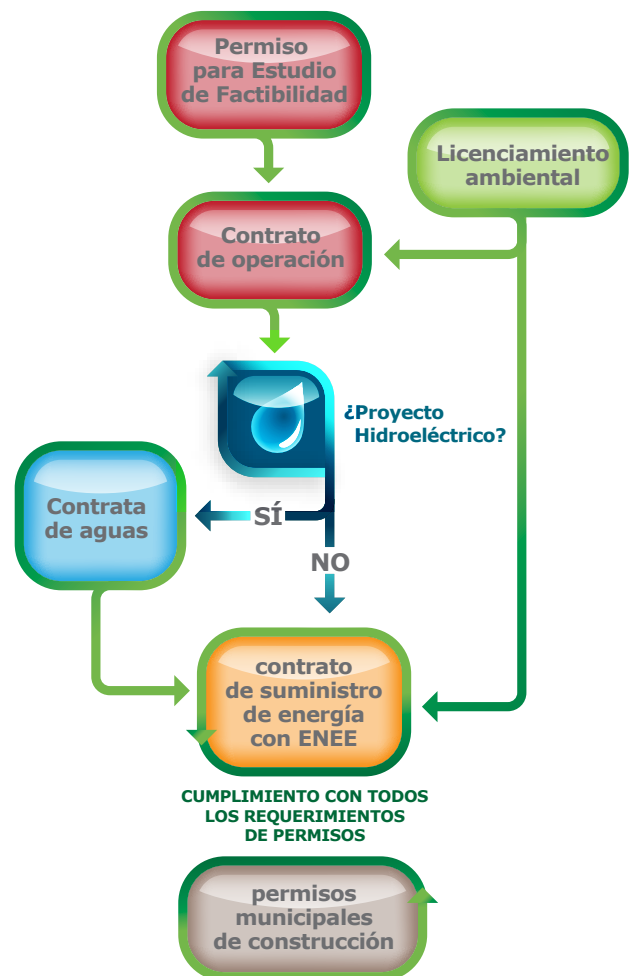 Permiso
para Estudio
de Factibilidad
Licenciamiento
ambiental
Contrato
de operación
¿Proyecto
Hidroeléctrico?
Contrata
de aguas
SÍ
NO
contrato
de suministro
de energía
con ENEE
CUMPLIMIENTO CON TODOS
LOS REQUERIMIENTOS
DE PERMISOS
permisos
municipales
de construcción